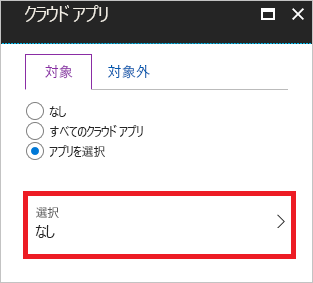 クラウド アプリ
対象 対象外
なし
すべてのクラウド アプリ
アプリを選択
選択
なし